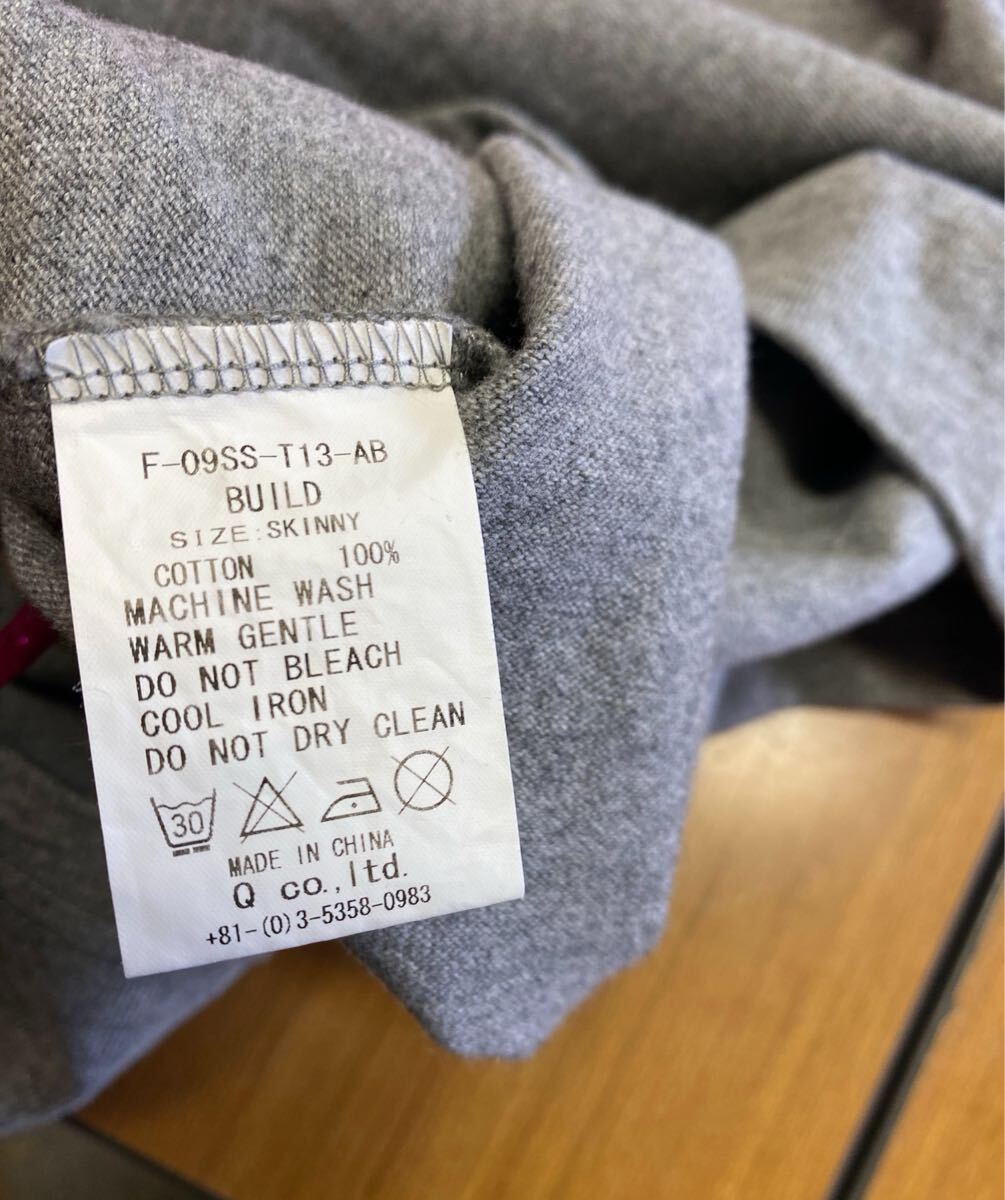 F-09SS-T13-AB
BUILD
SIZE:SKINNY
COTTON 100%
MACHINE WASH
WARM GENTLE
DO NOT BLEACH
COOL IRON
DO NOT DRY CLEAN
30
MADE IN CHINA
Q co.,ltd.
+81-(0)3-5358-0983